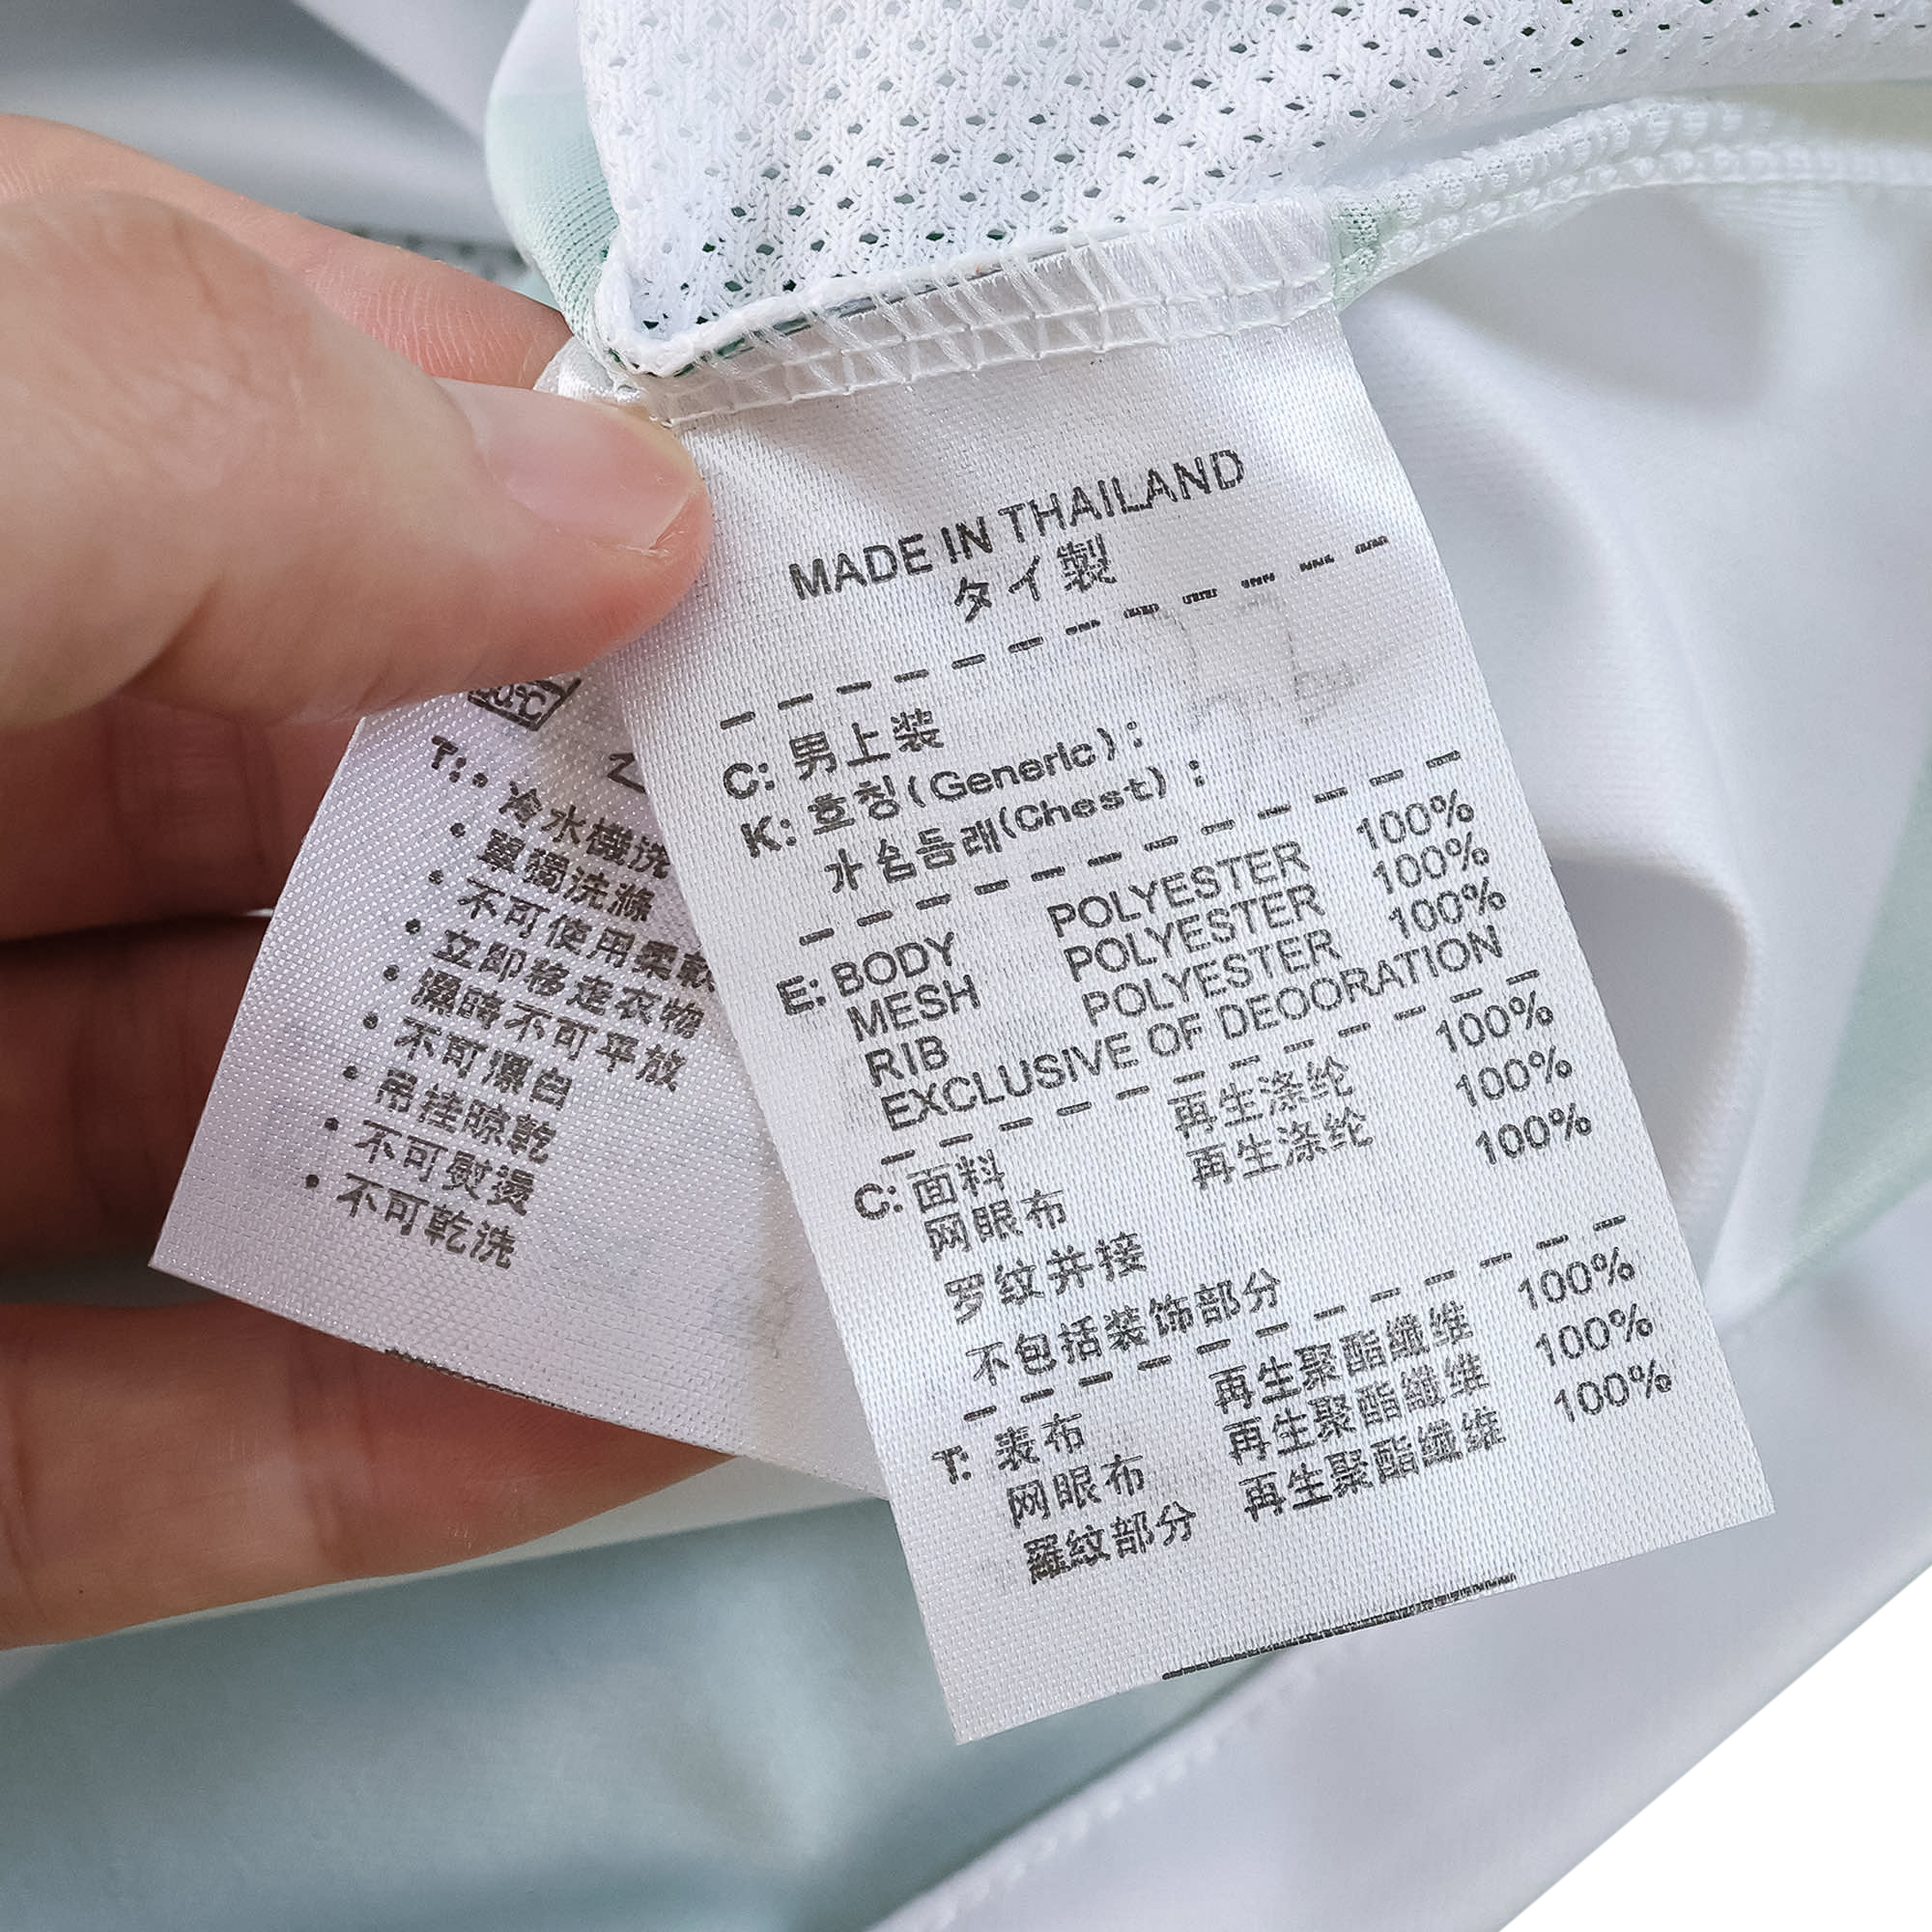 MADE IN THAILAND
タイ製
C: 男上装
K: 호칭(Generic) :
가슴둘레(Chest) :
E: BODY POLYESTER 100%
MESH POLYESTER 100%
RIB POLYESTER 100%
EXCLUSIVE OF DEOORATION
C: 面料 再生涤纶 100%
网眼布 再生涤纶 100%
罗纹并接 100%
不包括装饰部分
T: 表布 再生聚酯纖维 100%
网眼布 再生聚酯纖维 100%
羅纹部分 再生聚酯纖维 100%
T: • 冷水機洗
• 單獨洗滌
• 不可使用柔軟
• 立即移走衣物
• 濕時不可平放
• 不可漂白
• 吊挂晾乾
• 不可熨燙
• 不可乾洗